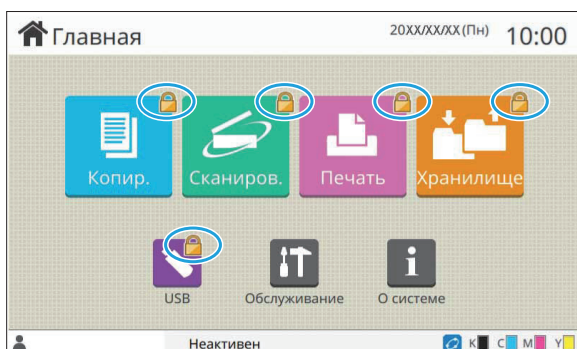 Главная 20XX/XX/XX (Пн) 10:00
Копир. Сканиров. Печать Хранилище
USB Обслуживание О системе
Неактивен K C M Y